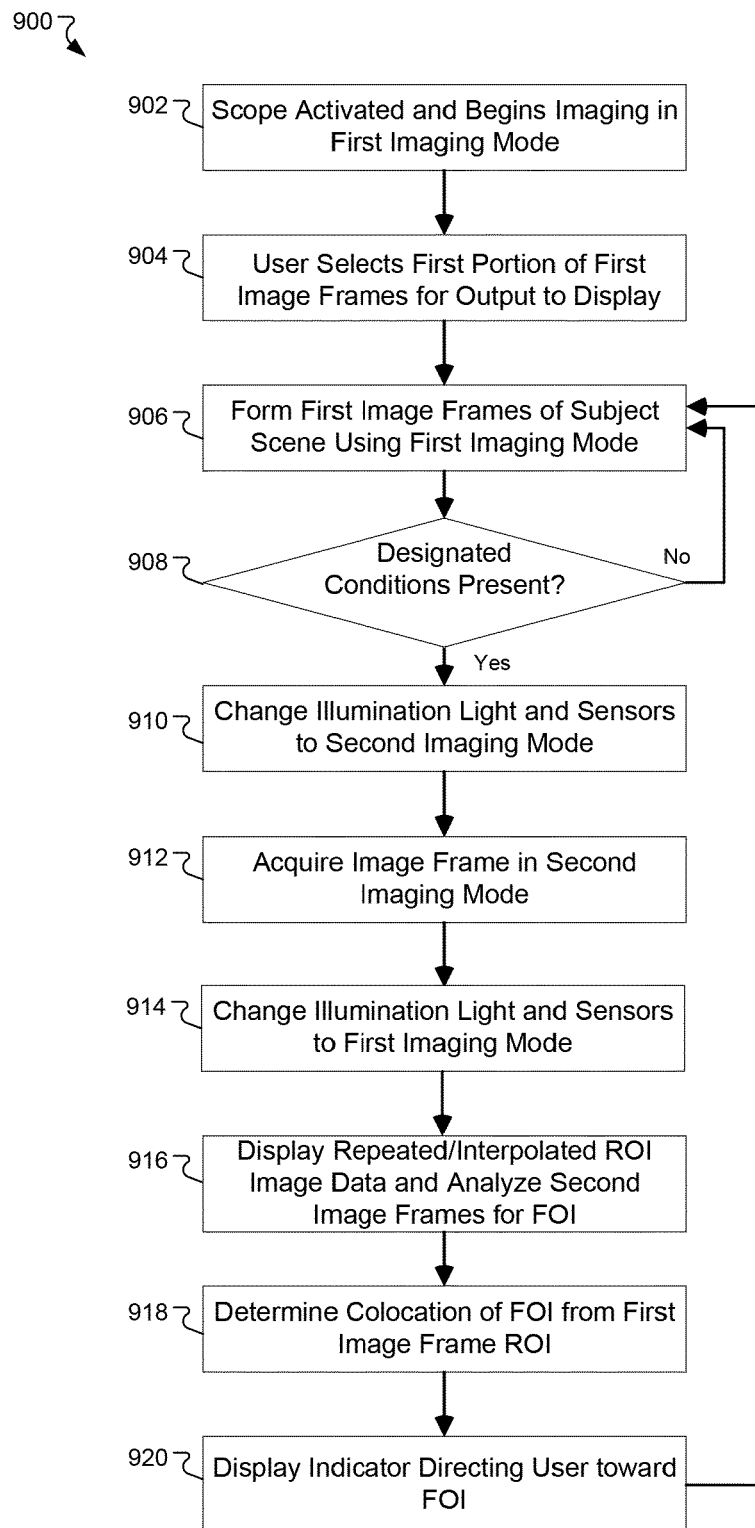 900
902
Scope Activated and Begins Imaging in
First Imaging Mode
904
User Selects First Portion of First
Image Frames for Output to Display
906
Form First Image Frames of Subject
Scene Using First Imaging Mode
908
Designated
Conditions Present?
No
Yes
910
Change Illumination Light and Sensors
to Second Imaging Mode
912
Acquire Image Frame in Second
Imaging Mode
914
Change Illumination Light and Sensors
to First Imaging Mode
916
Display Repeated/Interpolated ROI
Image Data and Analyze Second
Image Frames for FOI
918
Determine Colocation of FOI from First
Image Frame ROI
920
Display Indicator Directing User toward
FOI